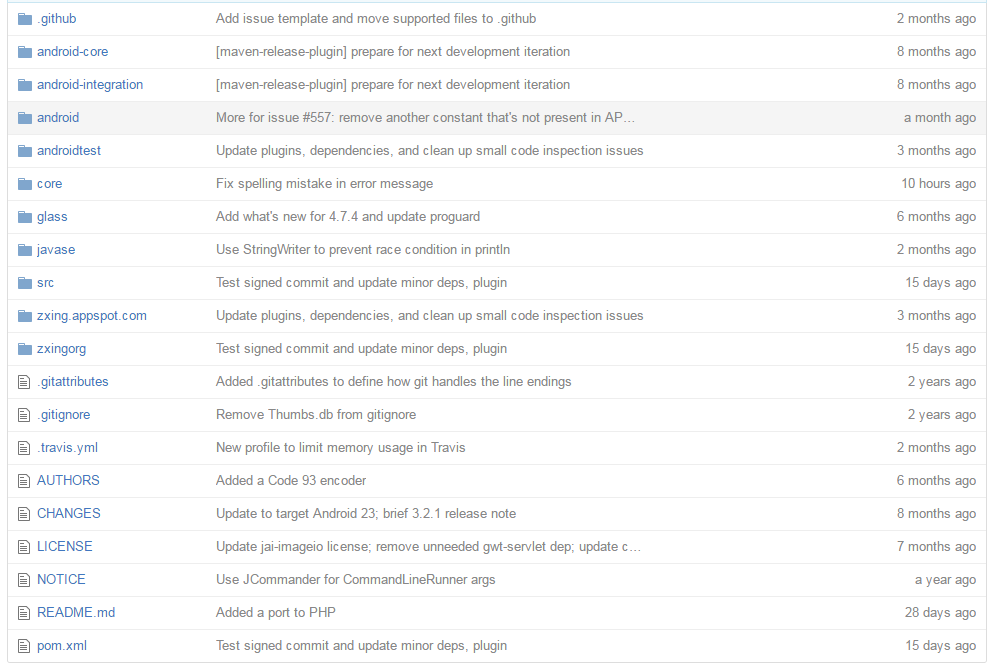 .github Add issue template and move supported files to .github 2 months ago
android-core [maven-release-plugin] prepare for next development iteration 8 months ago
android-integration [maven-release-plugin] prepare for next development iteration 8 months ago
android More for issue #557: remove another constant that's not present in AP… a month ago
androidtest Update plugins, dependencies, and clean up small code inspection issues 3 months ago
core Fix spelling mistake in error message 10 hours ago
glass Add what's new for 4.7.4 and update proguard 6 months ago
javase Use StringWriter to prevent race condition in println 2 months ago
src Test signed commit and update minor deps, plugin 15 days ago
zxing.appspot.com Update plugins, dependencies, and clean up small code inspection issues 3 months ago
zxingorg Test signed commit and update minor deps, plugin 15 days ago
.gitattributes Added .gitattributes to define how git handles the line endings 2 years ago
.gitignore Remove Thumbs.db from gitignore 2 years ago
.travis.yml New profile to limit memory usage in Travis 2 months ago
AUTHORS Added a Code 93 encoder 6 months ago
CHANGES Update to target Android 23; brief 3.2.1 release note 8 months ago
LICENSE Update jai-imageio license; remove unneeded gwt-servlet dep; update c… 7 months ago
NOTICE Use JCommander for CommandLineRunner args a year ago
README.md Added a port to PHP 28 days ago
pom.xml Test signed commit and update minor deps, plugin 15 days ago